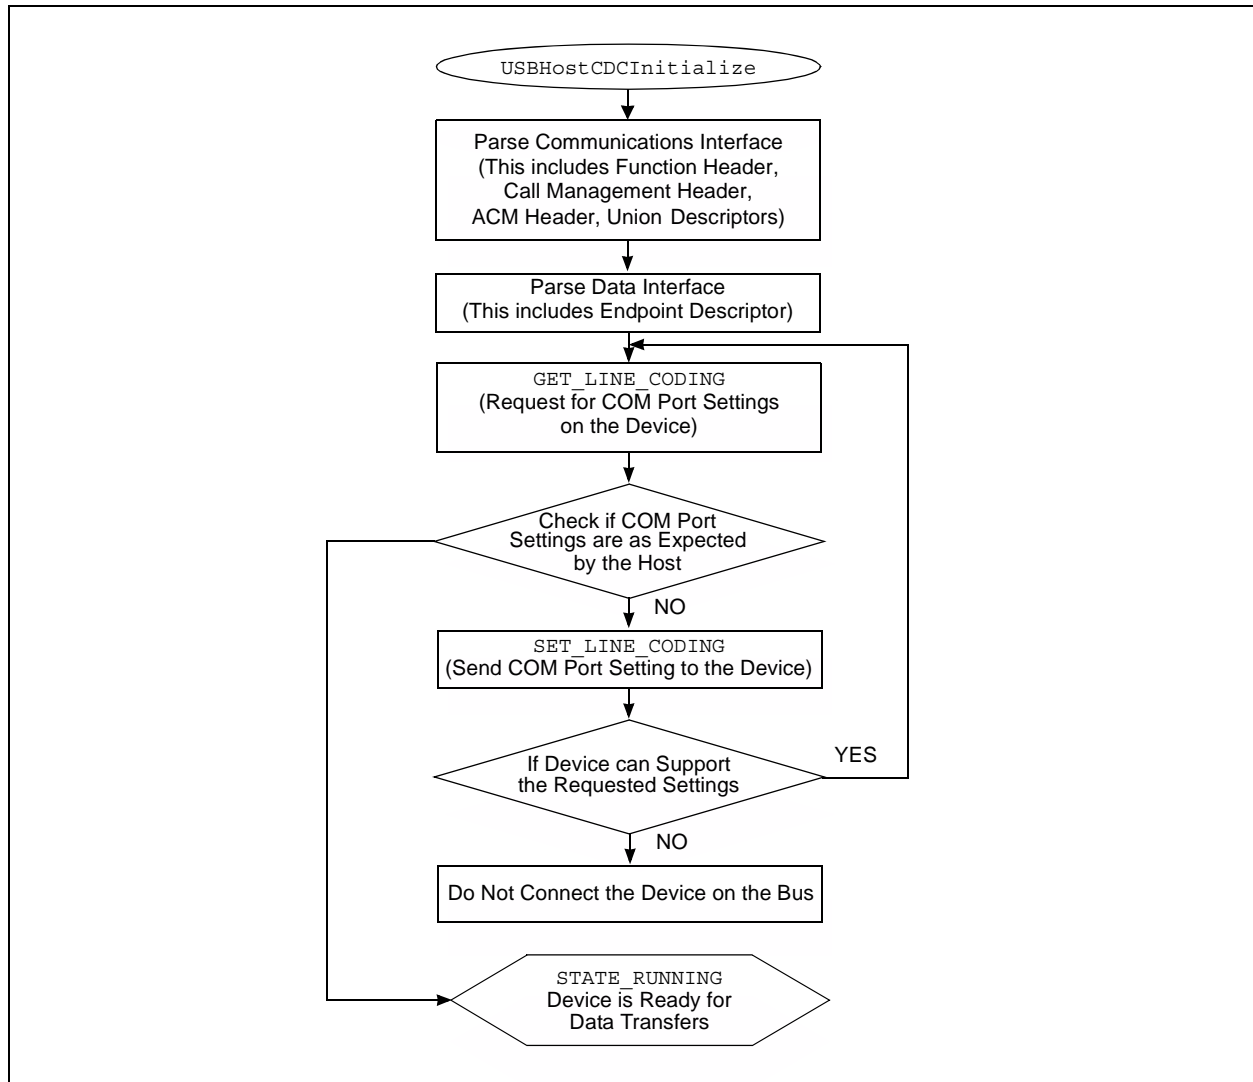 USBHostCDCInitialize
Parse Communications Interface
(This includes Function Header,
Call Management Header,
ACM Header, Union Descriptors)
Parse Data Interface
(This includes Endpoint Descriptor)
GET_LINE_CODING
(Request for COM Port Settings
on the Device)
Check if COM Port
Settings are as Expected
by the Host
NO
SET_LINE_CODING
(Send COM Port Setting to the Device)
If Device can Support
the Requested Settings
YES
NO
Do Not Connect the Device on the Bus
STATE_RUNNING
Device is Ready for
Data Transfers